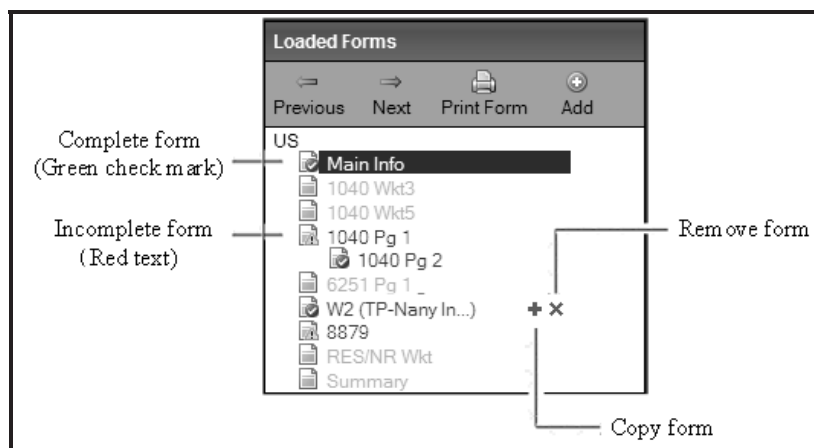 Loaded Forms
Previous Next Print Form Add
Complete form
(Green check mark)
US
Main Info
1040 Wkt3
1040 Wkt5
Incomplete form
(Red text)
1040 Pg 1
Remove form
1040 Pg 2
6251 Pg 1 _
W2 (TP-Nany In...)
8879
RES/NR Wkt
Summary
Copy form